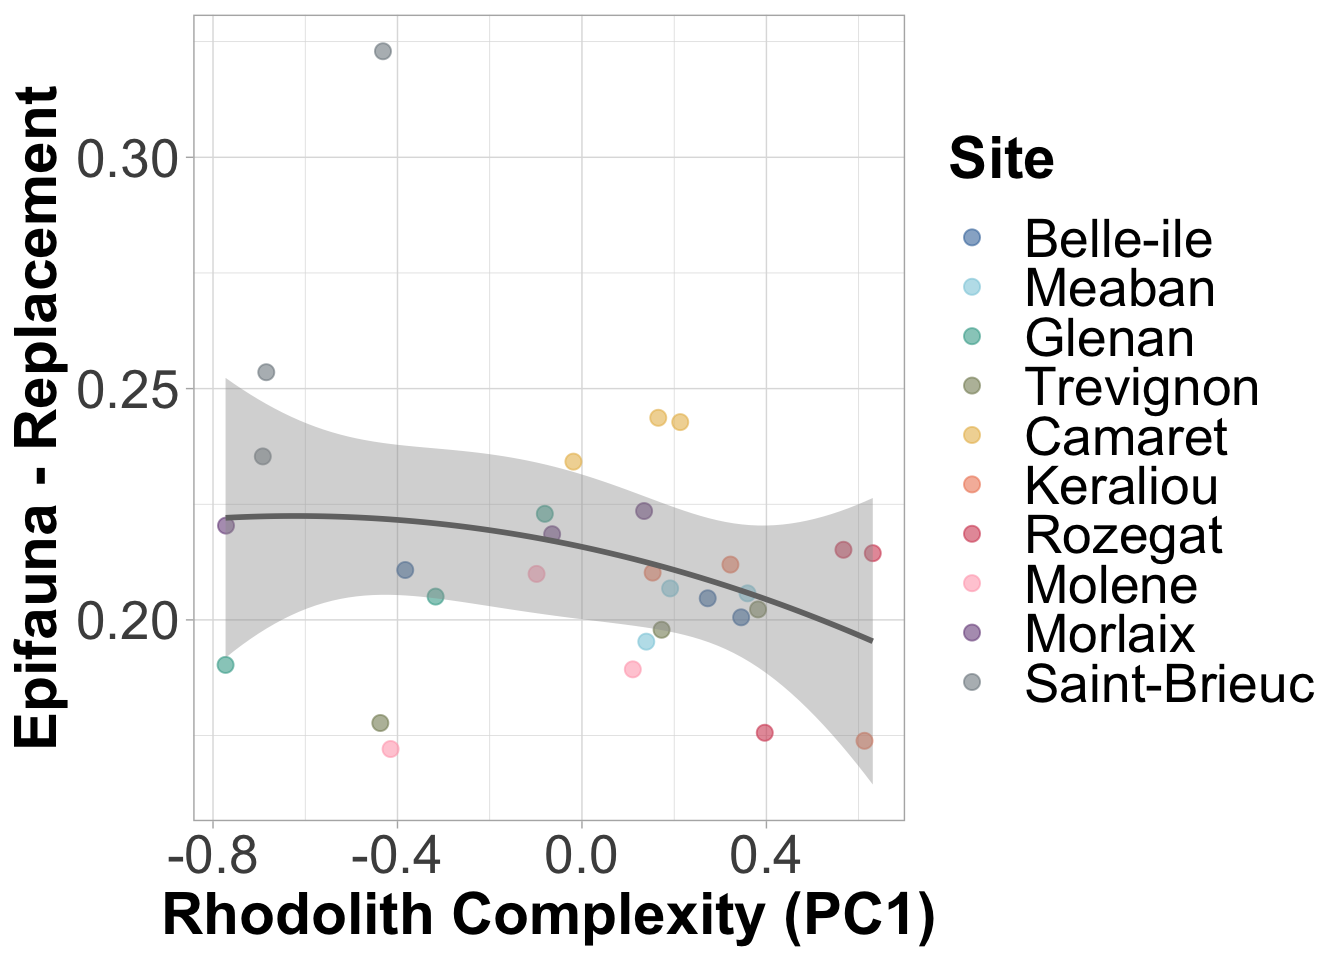 Epifauna - Replacement
0.30
0.25
0.20
-0.8
-0.4
0.0
0.4
Rhodolith Complexity (PC1)
Site
Belle-ile
Meaban
Glenan
Trevignon
Camaret
Keraliou
Rozegat
Molene
Morlaix
Saint-Brieuc